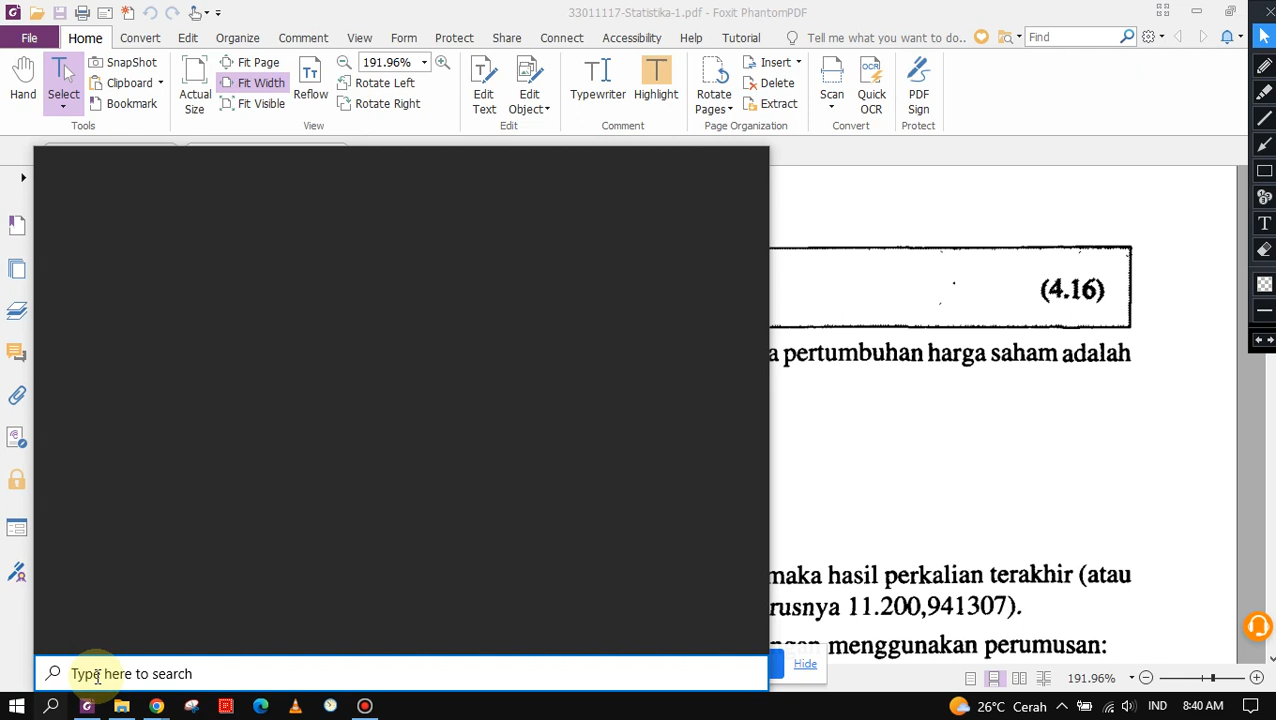 33011117-Statistika-1.pdf - Foxit PhantomPDF
File Home Convert Edit Organize Comment View Form Protect Share Connect Accessibility Help Tutorial Tell me what you want to do... Find
Hand
Select
SnapShot
Clipboard
Bookmark
Tools
Actual Size
Fit Page
Fit Width
Fit Visible
Reflow
191.96%
Rotate Left
Rotate Right
View
Edit Text
Edit Object
Edit
Typewriter
Highlight
Comment
Rotate Pages
Insert
Delete
Extract
Page Organization
Scan
Quick OCR
Convert
PDF Sign
Protect
(4.16)
a pertumbuhan harga saham adalah
maka hasil perkalian terakhir (atau
rusnya 11.200,941307).
ngan menggunakan perumusan:
Hide
Type here to search
191.96%
26°C Cerah
IND
8:40 AM